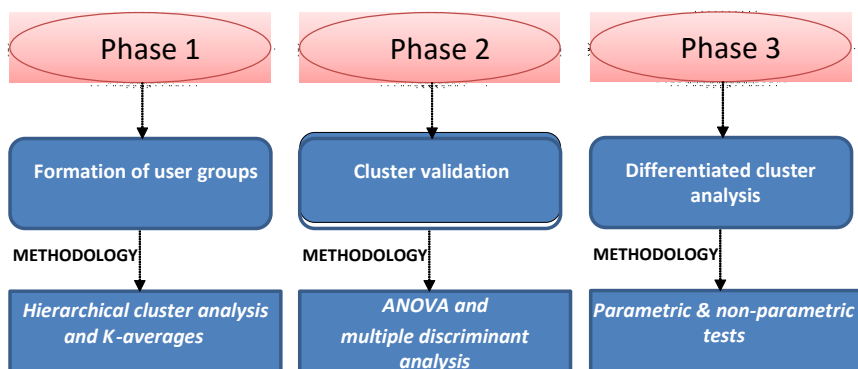 Phase 1
Phase 2
Phase 3
Formation of user groups
Cluster validation
Differentiated cluster
analysis
METHODOLOGY
METHODOLOGY
METHODOLOGY
Hierarchical cluster analysis
and K-averages
ANOVA and
multiple discriminant
analysis
Parametric & non-parametric
tests